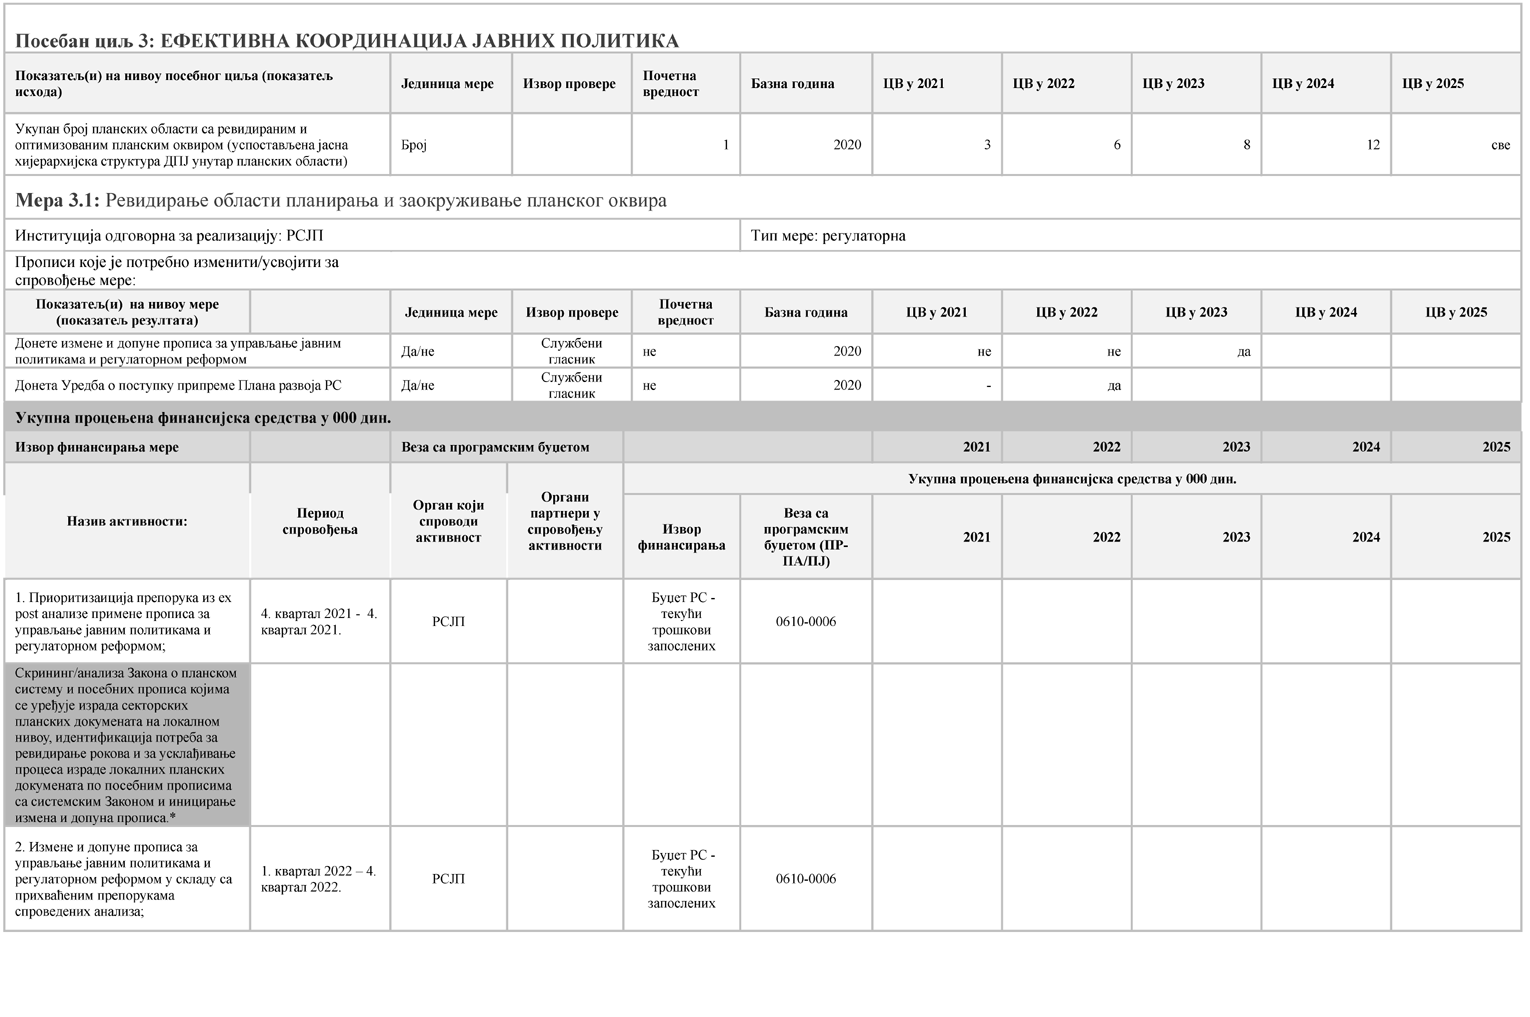 Посебан циљ 3: ЕФЕКТИВНА КООРДИНАЦИЈА ЈАВНИХ ПОЛИТИКА
Показатељ(и) на нивоу посебног циља (показатељ
исхода)
Јединица мере
Извор провере
Почетна
вредност
Базна година
ЦВ у 2021
ЦВ у 2022
ЦВ у 2023
ЦВ у 2024
ЦВ у 2025
Укупан број планских области са ревидираним и
оптимизованим планским оквиром (успостављена јасна
хијерархијска структура ДПЈ унутар планских области)
Број
1
2020
3
6
8
12
све
Мера 3.1: Ревидирање области планирања и заокруживање планског оквира
Институција одговорна за реализацију: РСЈП
Тип мере: регулаторна
Прописи које је потребно изменити/усвојити за
спровођење мере:
Показатељ(и) на нивоу мере
(показатељ резултата)
Јединица мере
Извор провере
Почетна
вредност
Базна година
ЦВ у 2021
ЦВ у 2022
ЦВ у 2023
ЦВ у 2024
ЦВ у 2025
Донете измене и допуне прописа за управљање јавним
политикама и регулаторном реформом
Да/не
Службени
гласник
не
2020
не
не
да
Донета Уредба о поступку припреме Плана развоја РС
Да/не
Службени
гласник
не
2020
-
да
Укупна процењена финансијска средства у 000 дин.
Извор финансирања мере
Веза са програмским буџетом
2021
2022
2023
2024
2025
Назив активности:
Период
спровођења
Орган који
спроводи
активност
Органи
партнери у
спровођењу
активности
Укупна процењена финансијска средства у 000 дин.
Извор
финансирања
Веза са
програмским
буџетом (ПР-
ПА/ПЈ)
2021
2022
2023
2024
2025
1. Приоритизаиција препорука из ex
post анализе примене прописа за
управљање јавним политикама и
регулаторном реформом;
4. квартал 2021 - 4.
квартал 2021.
РСЈП
Буџет РС -
текући
трошкови
запослених
0610-0006
Скрининг/анализа Закона о планском
систему и посебних прописа којима
се уређује израда секторских
планских докумената на локалном
нивоу, идентификација потреба за
ревидирање рокова и за усклађивање
процеса израде локалних планских
докумената по посебним прописима
са системским Законом и иницирање
измена и допуна прописа.*
2. Измене и допуне прописа за
управљање јавним политикама и
регулаторном реформом у складу са
прихваћеним препорукама
спроведених анализа;
1. квартал 2022 – 4.
квартал 2022.
РСЈП
Буџет РС -
текући
трошкови
запослених
0610-0006